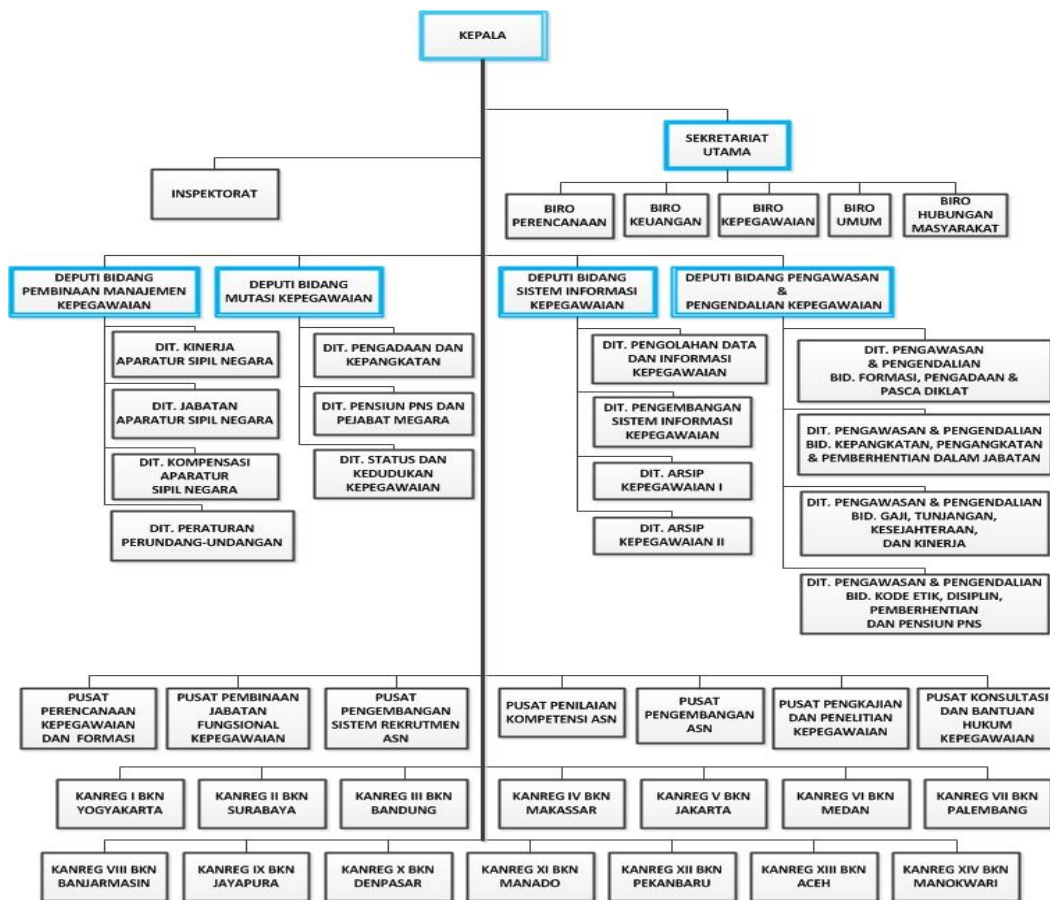 KEPALA
SEKRETARIAT
UTAMA
INSPEKTORAT
BIRO
PERENCANAAN
BIRO
KEUANGAN
BIRO
KEPEGAWAIAN
BIRO
UMUM
BIRO
HUBUNGAN
MASYARAKAT
DEPUTI BIDANG
PEMBINAAN MANAJEMEN
KEPEGAWAIAN
DEPUTI BIDANG
MUTASI KEPEGAWAIAN
DEPUTI BIDANG
SISTEM INFORMASI
KEPEGAWAIAN
DEPUTI BIDANG PENGAWASAN
&
PENGENDALIAN KEPEGAWAIAN
DIT. KINERJA
APARATUR SIPIL NEGARA
DIT. JABATAN
APARATUR SIPIL NEGARA
DIT. KOMPENSASI
APARATUR
SIPIL NEGARA
DIT. PERATURAN
PERUNDANG-UNDANGAN
DIT. PENGADAAN DAN
KEPANGKATAN
DIT. PENSIUN PNS DAN
PEJABAT MEGARA
DIT. STATUS DAN
KEDUDUKAN
KEPEGAWAIAN
DIT. PENGOLAHAN DATA
DAN INFORMASI
KEPEGAWAIAN
DIT. PENGEMBANGAN
SISTEM INFORMASI
KEPEGAWAIAN
DIT. ARSIP
KEPEGAWAIAN I
DIT. ARSIP
KEPEGAWAIAN II
DIT. PENGAWASAN
& PENGENDALIAN
BID. FORMASI, PENGADAAN &
PASCA DIKLAT
DIT. PENGAWASAN & PENGENDALIAN
BID. KEPANGKATAN, PENGANGKATAN
& PEMBERHENTIAN DALAM JABATAN
DIT. PENGAWASAN & PENGENDALIAN
BID. GAJI, TUNJANGAN,
KESEJAHTERAAN,
DAN KINERJA
DIT. PENGAWASAN & PENGENDALIAN
BID. KODE ETIK, DISIPLIN,
PEMBERHENTIAN
DAN PENSIUN PNS
PUSAT
PERENCANAAN
KEPEGAWAIAN
DAN FORMASI
PUSAT PEMBINAAN
JABATAN
FUNGSIONAL
KEPEGAWAIAN
PUSAT
PENGEMBANGAN
SISTEM REKRUTMEN
ASN
PUSAT PENILAIAN
KOMPETENSI ASN
PUSAT
PENGEMBANGAN
ASN
PUSAT PENGKAJIAN
DAN PENELITIAN
KEPEGAWAIAN
PUSAT KONSULTASI
DAN BANTUAN
HUKUM
KEPEGAWAIAN
KANREG I BKN
YOGYAKARTA
KANREG II BKN
SURABAYA
KANREG III BKN
BANDUNG
KANREG IV BKN
MAKASSAR
KANREG V BKN
JAKARTA
KANREG VI BKN
MEDAN
KANREG VII BKN
PALEMBANG
KANREG VIII BKN
BANJARMASIN
KANREG IX BKN
JAYAPURA
KANREG X BKN
DENPASAR
KANREG XI BKN
MANADO
KANREG XII BKN
PEKANBARU
KANREG XIII BKN
ACEH
KANREG XIV BKN
MANOKWARI